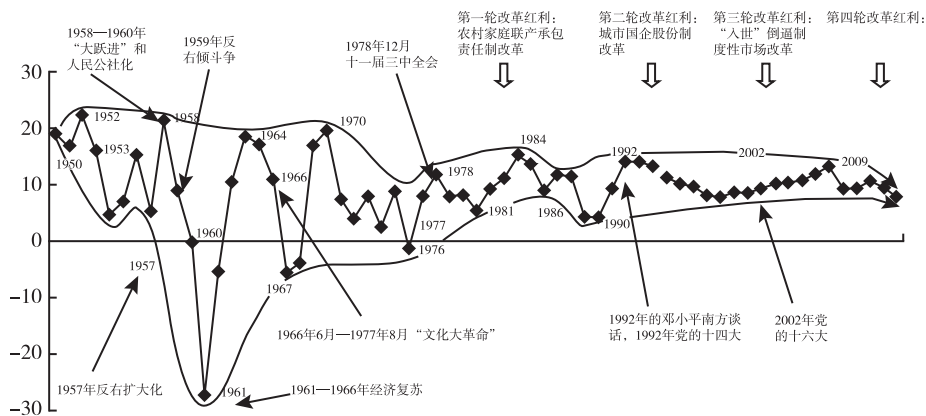 1958—1960年
“大跃进”和
人民公社化
1959年反
右倾斗争
1978年12月
十一届三中全会
第一轮改革红利：
农村家庭联产承包
责任制改革
第二轮改革红利：
城市国企股份制
改革
第三轮改革红利：
“入世”倒逼制
度性市场改革
第四轮改革红利：
30
20
10
0
－10
－20
－30
1950
1952
1953
1957
1958
1960
1961
1964
1966
1967
1970
1976
1977
1978
1981
1984
1986
1990
1992
2002
2009
1957年反右扩大化
1961—1966年经济复苏
1966年6月—1977年8月“文化大革命”
1992年的邓小平南方谈
话，1992年党的十四大
2002年党
的十六大